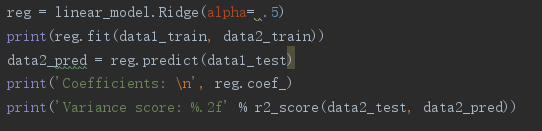 reg = linear_model.Ridge(alpha= .5)
print(reg.fit(data1_train, data2_train))
data2_pred = reg.predict(data1_test)
print('Coefficients: \n', reg.coef_)
print('Variance score: %.2f' % r2_score(data2_test, data2_pred))